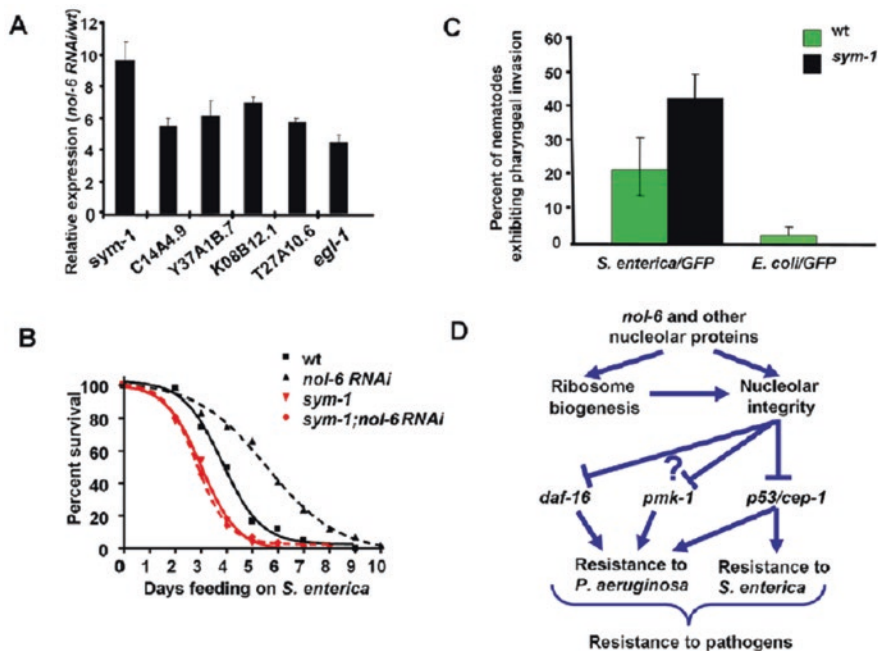 A
Relative expression (nol-6 RNAi/wt)
12
10
8
6
4
2
0
sym-1
C14A4.9
Y37A1B.7
K08B12.1
T27A10.6
egl-1
C
Percent of nematodes
exhibiting pharyngeal invasion
60
50
40
30
20
10
0
wt
sym-1
S. enterica/GFP
E. coli/GFP
B
Percent survival
100
80
60
40
20
0
wt
nol-6 RNAi
sym-1
sym-1;nol-6 RNAi
0 1 2 3 4 5 6 7 8 9 10
Days feeding on S. enterica
D
nol-6 and other
nucleolar proteins
Ribosome
biogenesis
Nucleolar
integrity
?
daf-16
pmk-1
p53/cep-1
Resistance to
P. aeruginosa
Resistance to
S. enterica
Resistance to pathogens